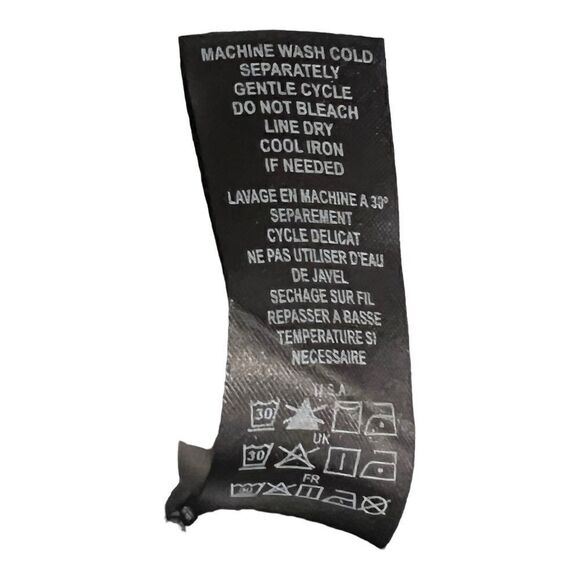 MACHINE WASH COLD
SEPARATELY
GENTLE CYCLE
DO NOT BLEACH
LINE DRY
COOL IRON
IF NEEDED
LAVAGE EN MACHINE A 30°
SEPAREMENT
CYCLE DELICAT
NE PAS UTILISER D'EAU
DE JAVEL
SECHAGE SUR FIL
REPASSER A BASSE
TEMPERATURE SI
NECESSAIRE
U.S.A
30
UK
30
FR
30